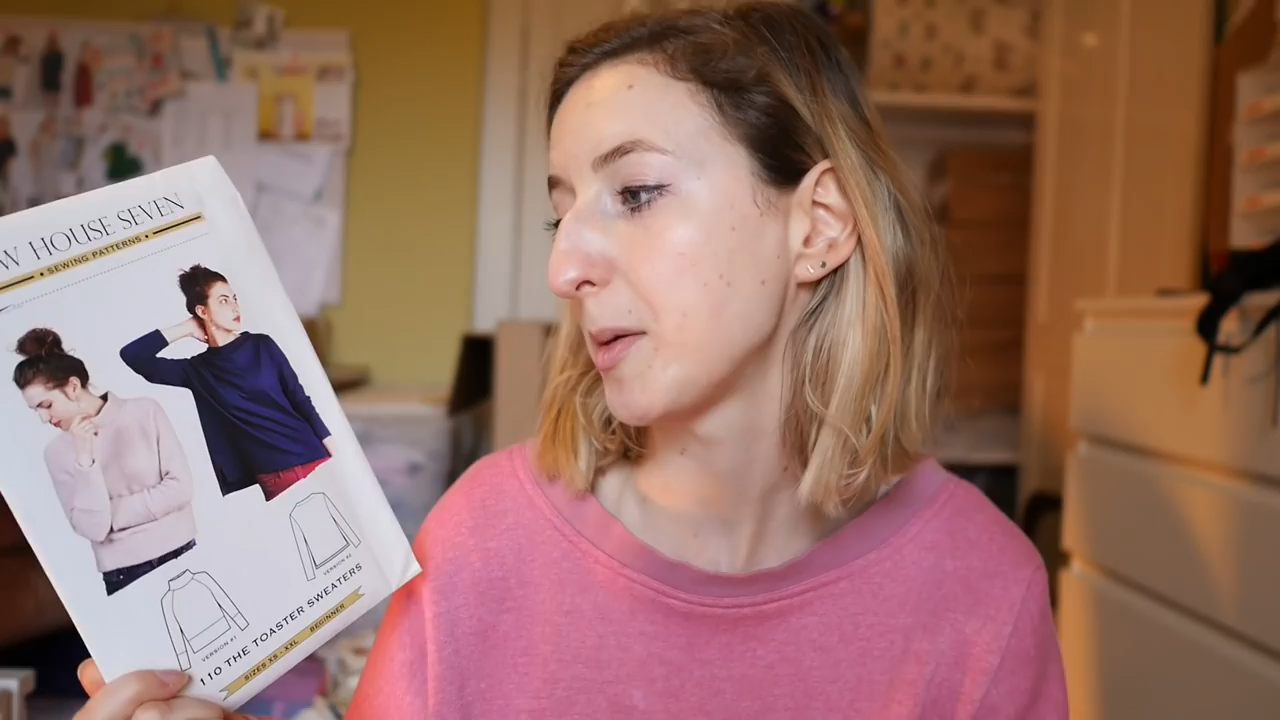 W HOUSE SEVEN
• SEWING PATTERNS •
VERSION #2
VERSION #1
110 THE TOASTER SWEATERS
SIZES XS - XXL BEGINNER